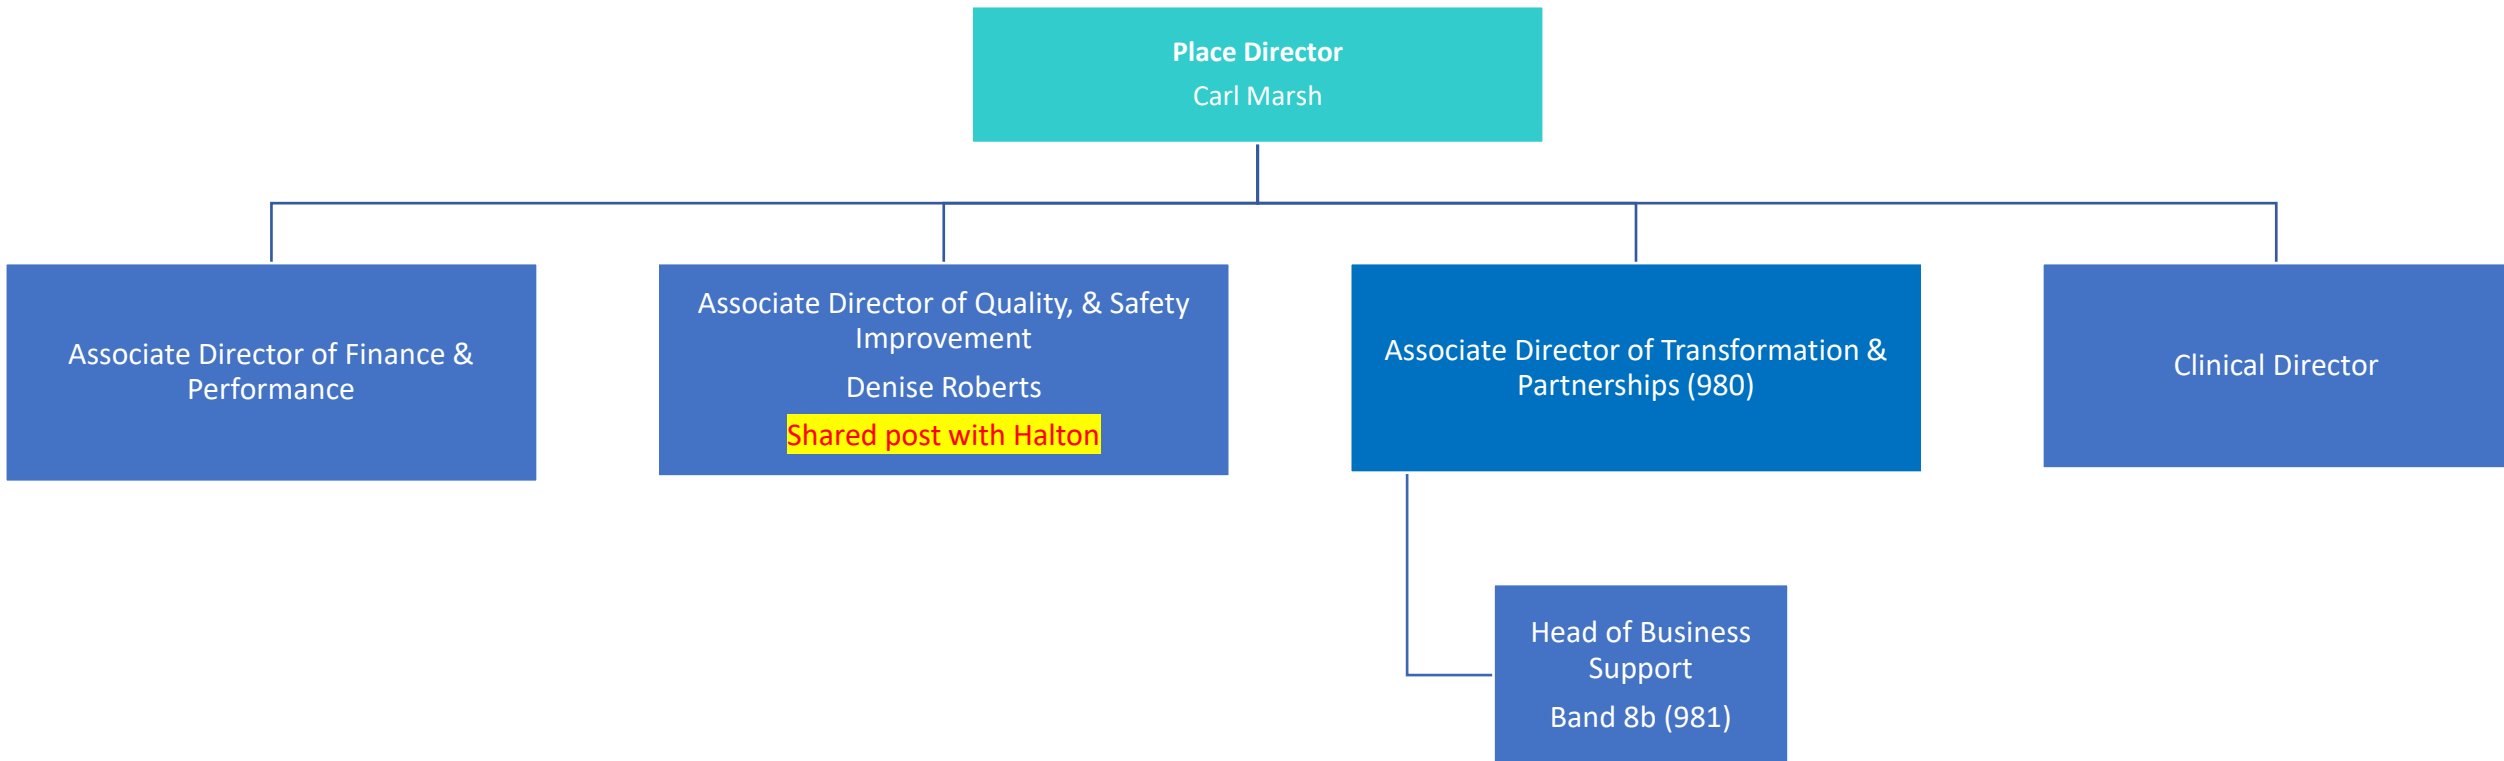 Place Director
Carl Marsh
Associate Director of Finance &
Performance
Associate Director of Quality, & Safety
Improvement
Denise Roberts
Shared post with Halton
Associate Director of Transformation &
Partnerships (980)
Clinical Director
Head of Business
Support
Band 8b (981)